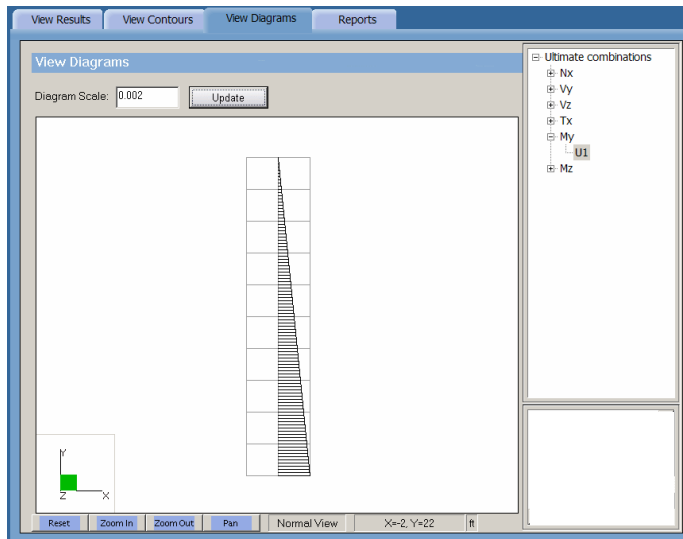 View Results View Contours View Diagrams Reports
View Diagrams
Diagram Scale: 0.002 Update
Ultimate combinations
Nx
Vy
Vz
Tx
My
U1
Mz
Y
Z X
Reset Zoom In Zoom Out Pan Normal View X=-2, Y=22 ft